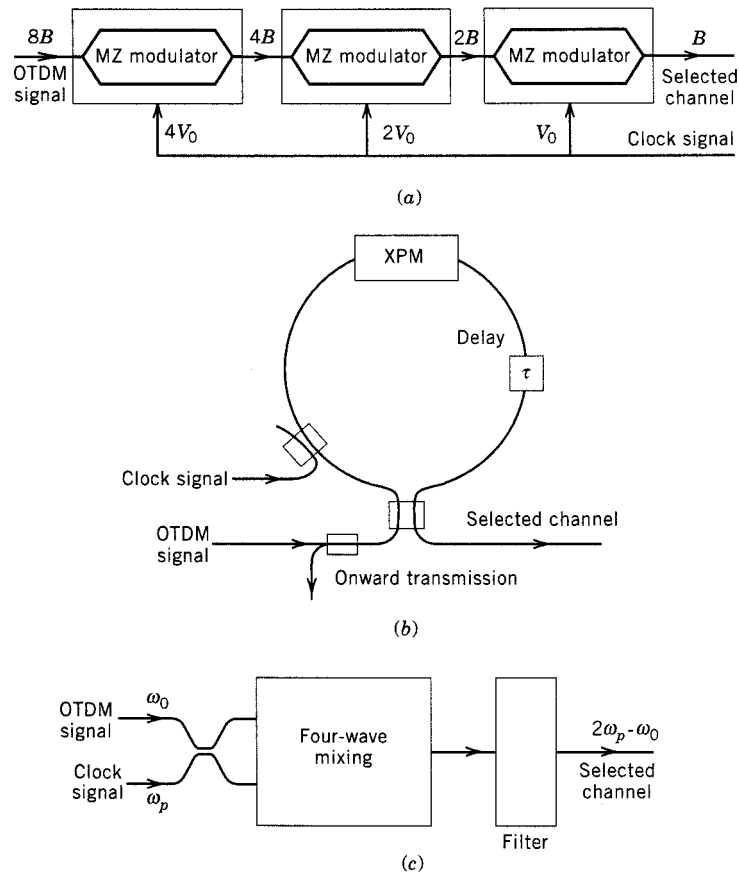 8B
MZ modulator
4B
MZ modulator
2B
MZ modulator
B
OTDM
signal
Selected
channel
4V₀
2V₀
V₀
Clock signal
(a)
XPM
Delay
τ
Clock signal
OTDM
signal
Selected channel
Onward transmission
(b)
OTDM
signal
ω₀
Clock
signal
ωₚ
Four-wave
mixing
2ωₚ-ω₀
Selected
channel
Filter
(c)